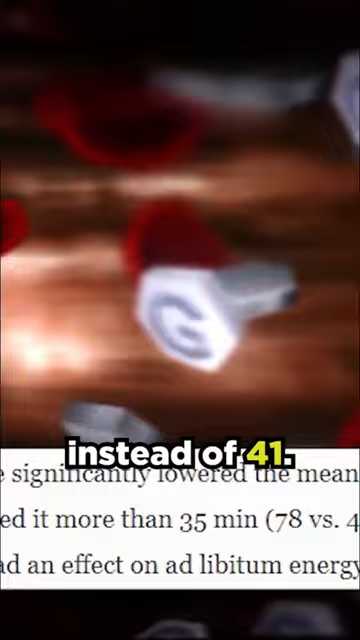 G
instead of 41.
e significantly lowered the mean
ed it more than 35 min (78 vs. 4
ad an effect on ad libitum energy